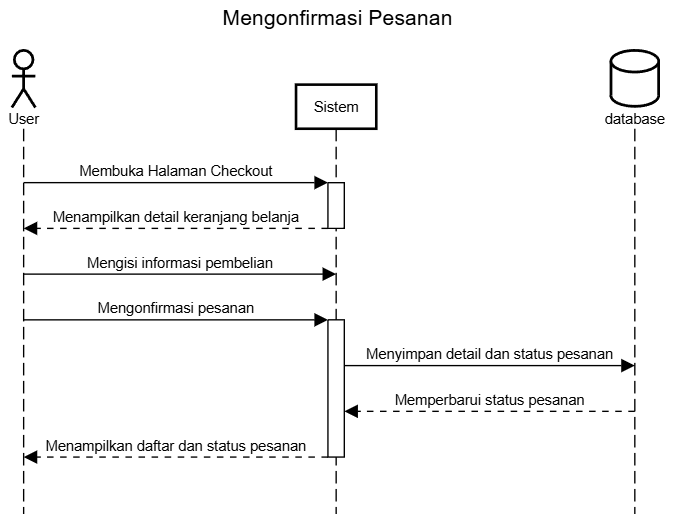 Mengonfirmasi Pesanan
User
Sistem
database
Membuka Halaman Checkout
Menampilkan detail keranjang belanja
Mengisi informasi pembelian
Mengonfirmasi pesanan
Menyimpan detail dan status pesanan
Memperbarui status pesanan
Menampilkan daftar dan status pesanan